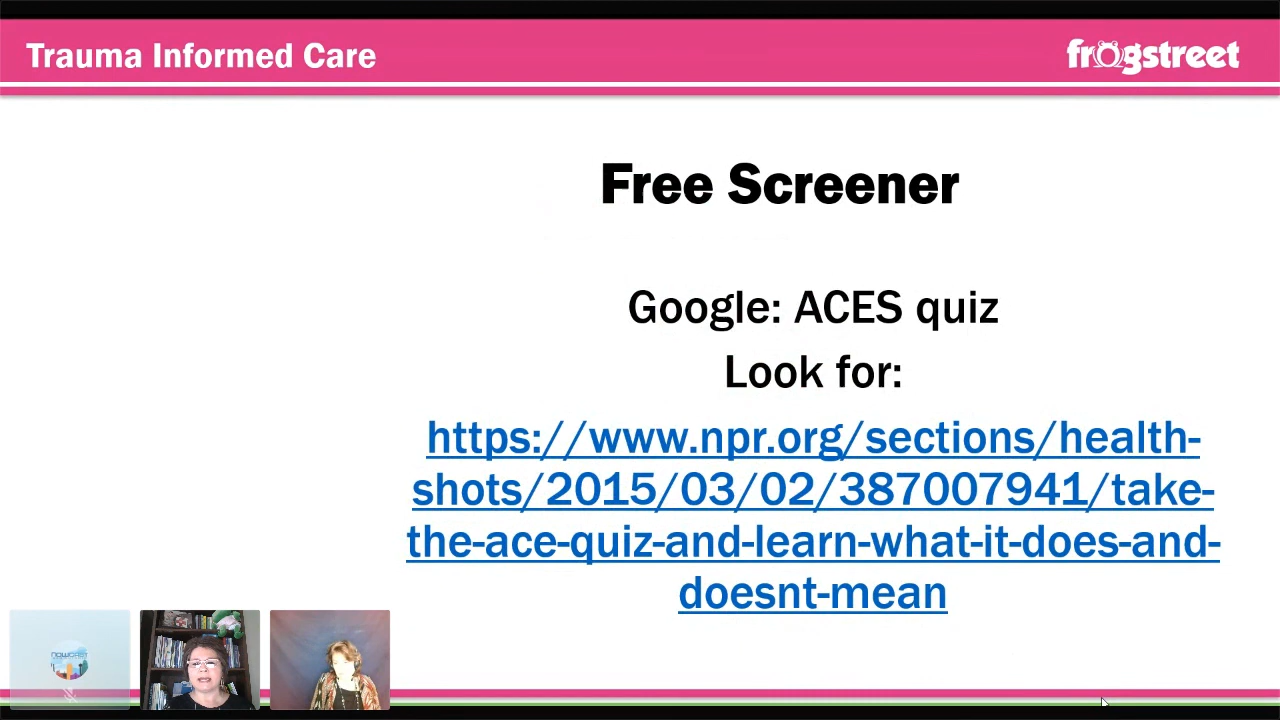 Trauma Informed Care
frogstreet
Free Screener
Google: ACES quiz
Look for:
https://www.npr.org/sections/health-
shots/2015/03/02/387007941/take-
the-ace-quiz-and-learn-what-it-does-and-
doesnt-mean